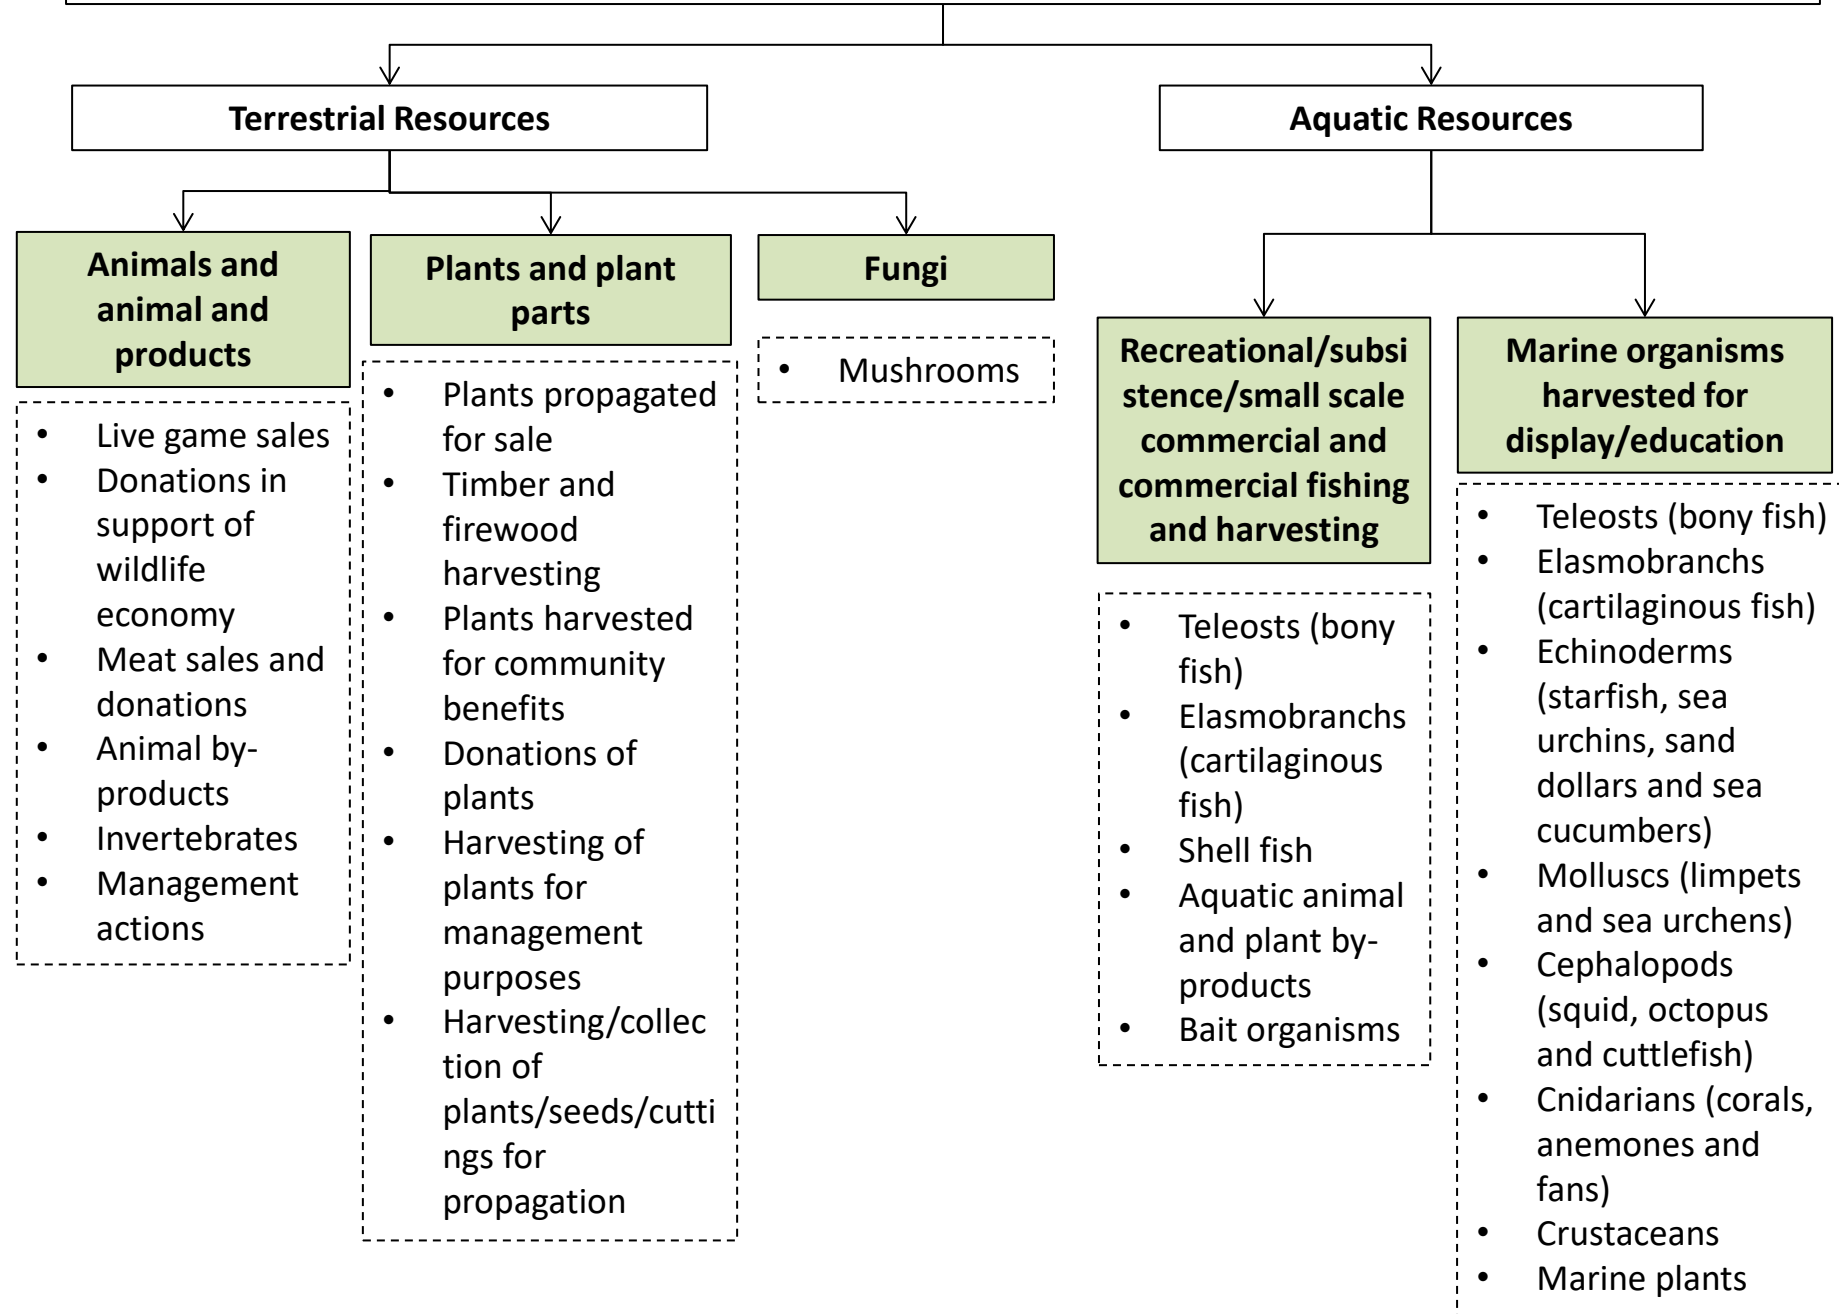 Terrestrial Resources
Aquatic Resources
Animals and
animal and
products
• Live game sales
• Donations in
support of
wildlife
economy
• Meat sales and
donations
• Animal by-
products
• Invertebrates
• Management
actions
Plants and plant
parts
• Plants propagated
for sale
• Timber and
firewood
harvesting
• Plants harvested
for community
benefits
• Donations of
plants
• Harvesting of
plants for
management
purposes
• Harvesting/collec
tion of
plants/seeds/cutti
ngs for
propagation
Fungi
• Mushrooms
Recreational/subsi
stence/small scale
commercial and
commercial fishing
and harvesting
• Teleosts (bony
fish)
• Elasmobranchs
(cartilaginous
fish)
• Shell fish
• Aquatic animal
and plant by-
products
• Bait organisms
Marine organisms
harvested for
display/education
• Teleosts (bony fish)
• Elasmobranchs
(cartilaginous fish)
• Echinoderms
(starfish, sea
urchins, sand
dollars and sea
cucumbers)
• Molluscs (limpets
and sea urchens)
• Cephalopods
(squid, octopus
and cuttlefish)
• Cnidarians (corals,
anemones and
fans)
• Crustaceans
• Marine plants